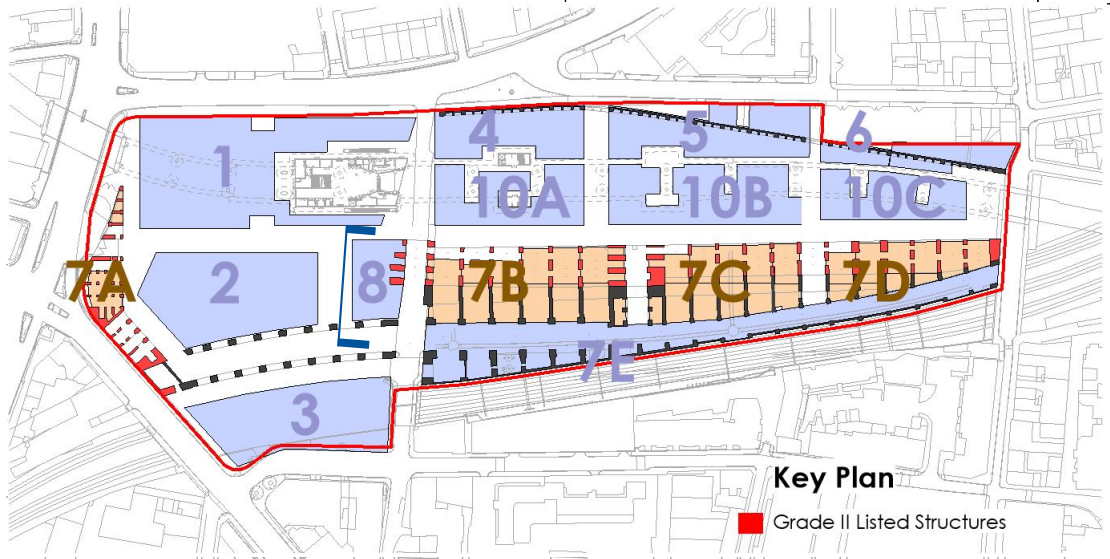 4
5
6
1
10A
10B
10C
7A
2
8
7B
7C
7D
7E
3
Key Plan
Grade II Listed Structures